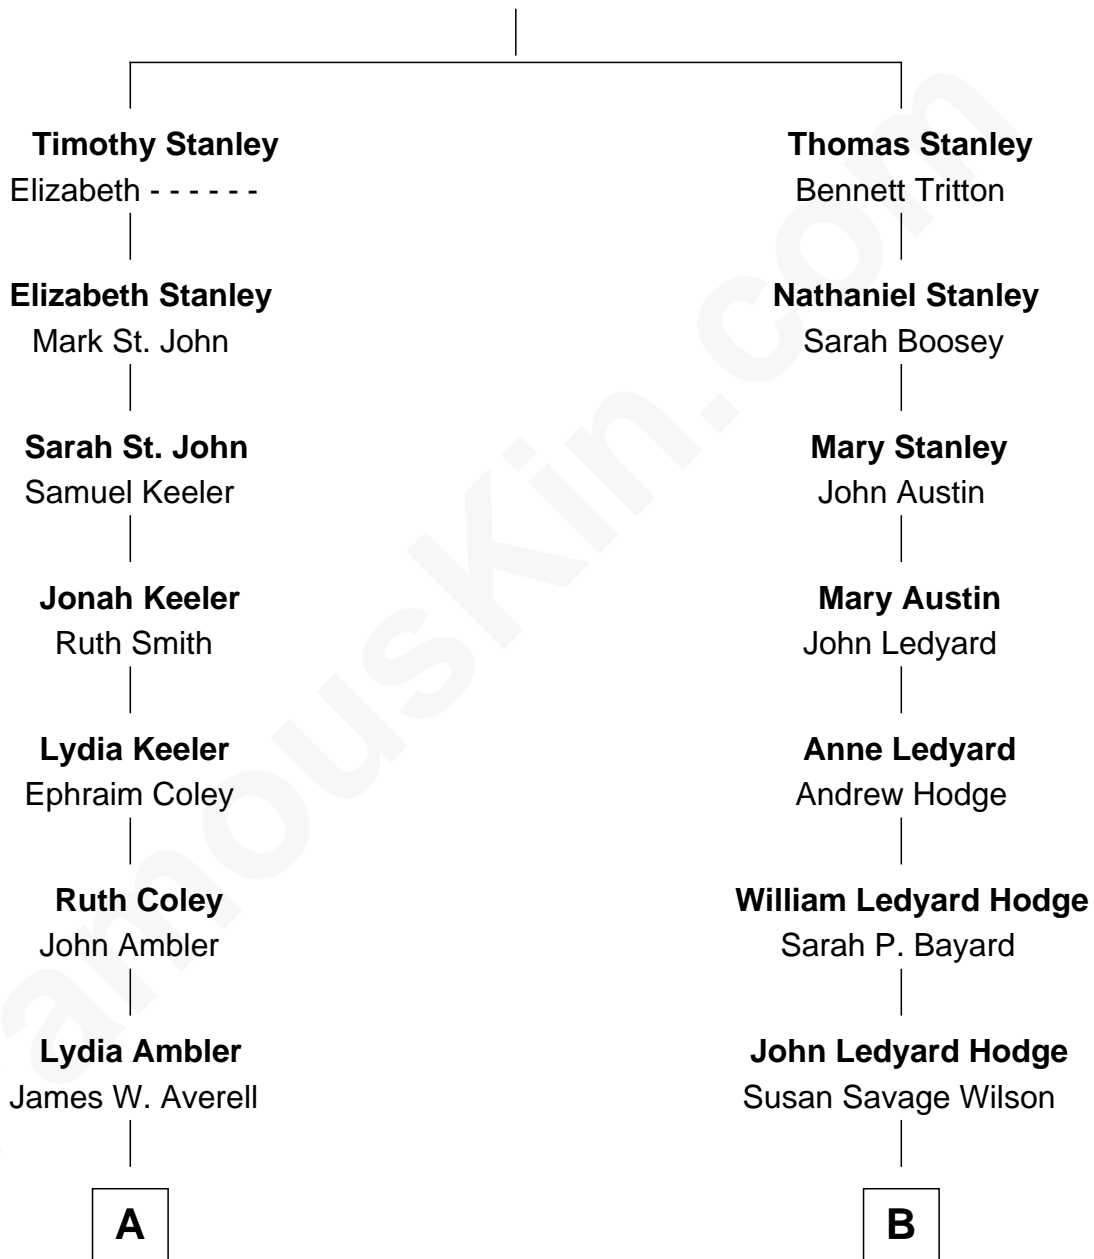 Timothy Stanley
Elizabeth - - - - - -
Thomas Stanley
Bennett Tritton
Elizabeth Stanley
Mark St. John
Nathaniel Stanley
Sarah Boosey
Sarah St. John
Samuel Keeler
Mary Stanley
John Austin
Jonah Keeler
Ruth Smith
Mary Austin
John Ledyard
Lydia Keeler
Ephraim Coley
Anne Ledyard
Andrew Hodge
Ruth Coley
John Ambler
William Ledyard Hodge
Sarah P. Bayard
Lydia Ambler
James W. Averell
John Ledyard Hodge
Susan Savage Wilson
A
B
amouskin.com